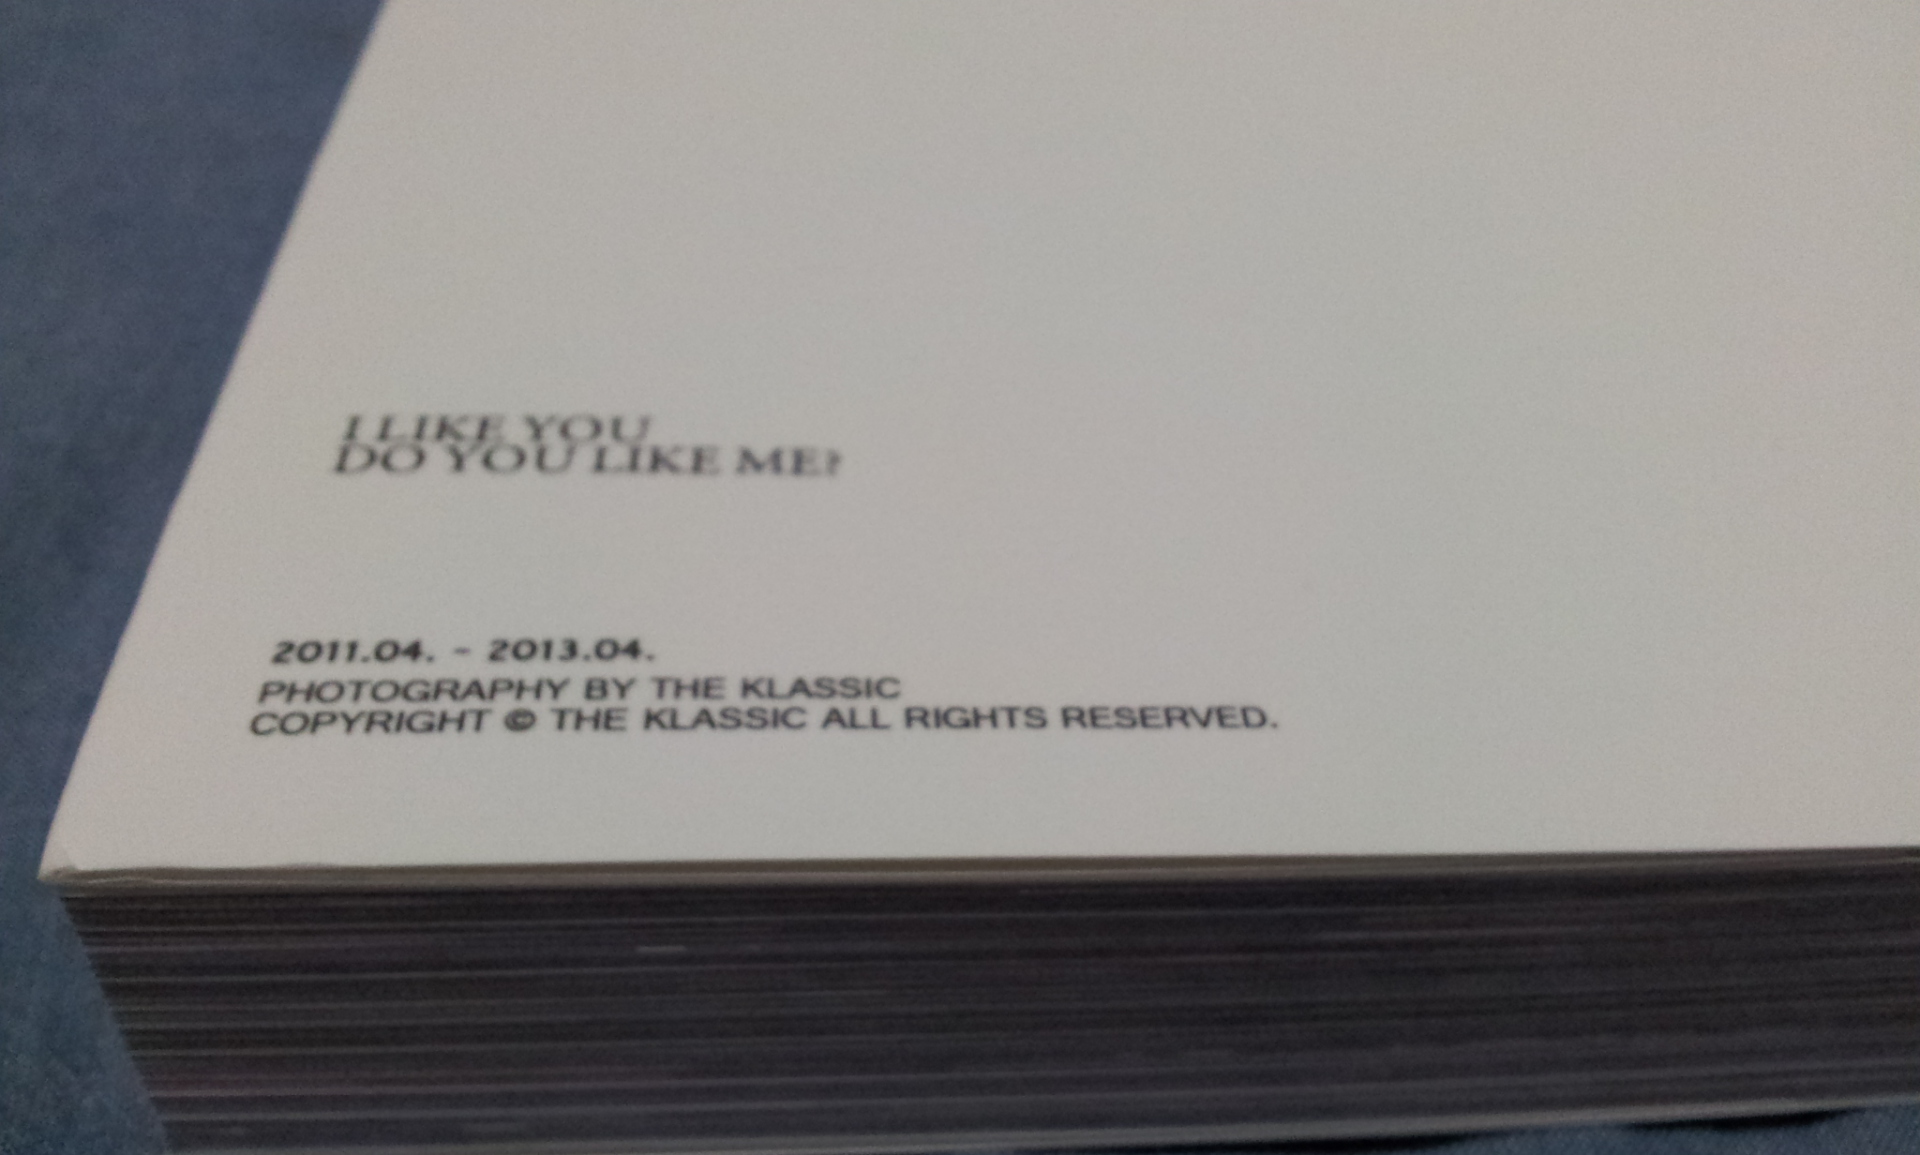 I LIKE YOU
DO YOU LIKE ME?
2011.04. - 2013.04.
PHOTOGRAPHY BY THE KLASSIC
COPYRIGHT © THE KLASSIC ALL RIGHTS RESERVED.